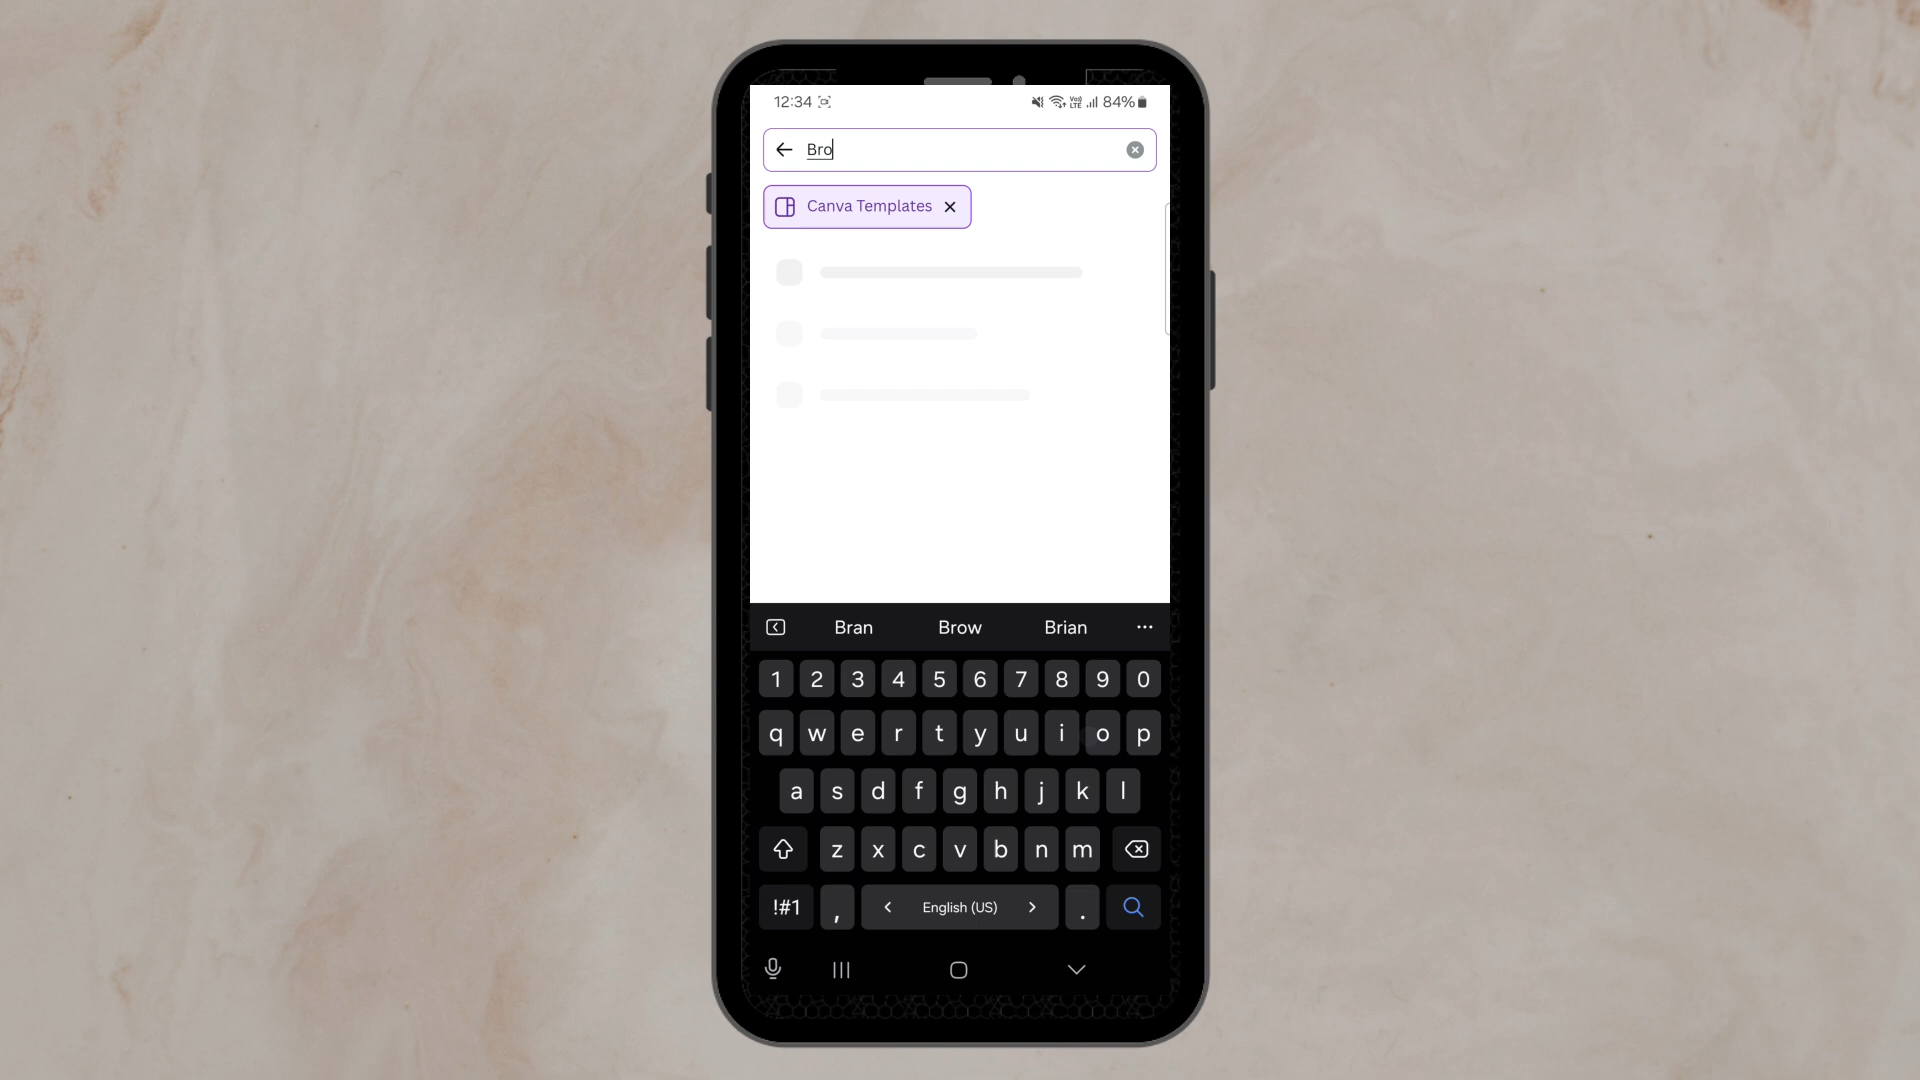 12:34 84%
Bro
Canva Templates
Bran Brow Brian ...
1 2 3 4 5 6 7 8 9 0
q w e r t y u i o p
a s d f g h j k l
z x c v b n m
!#1 , < English (US) > .